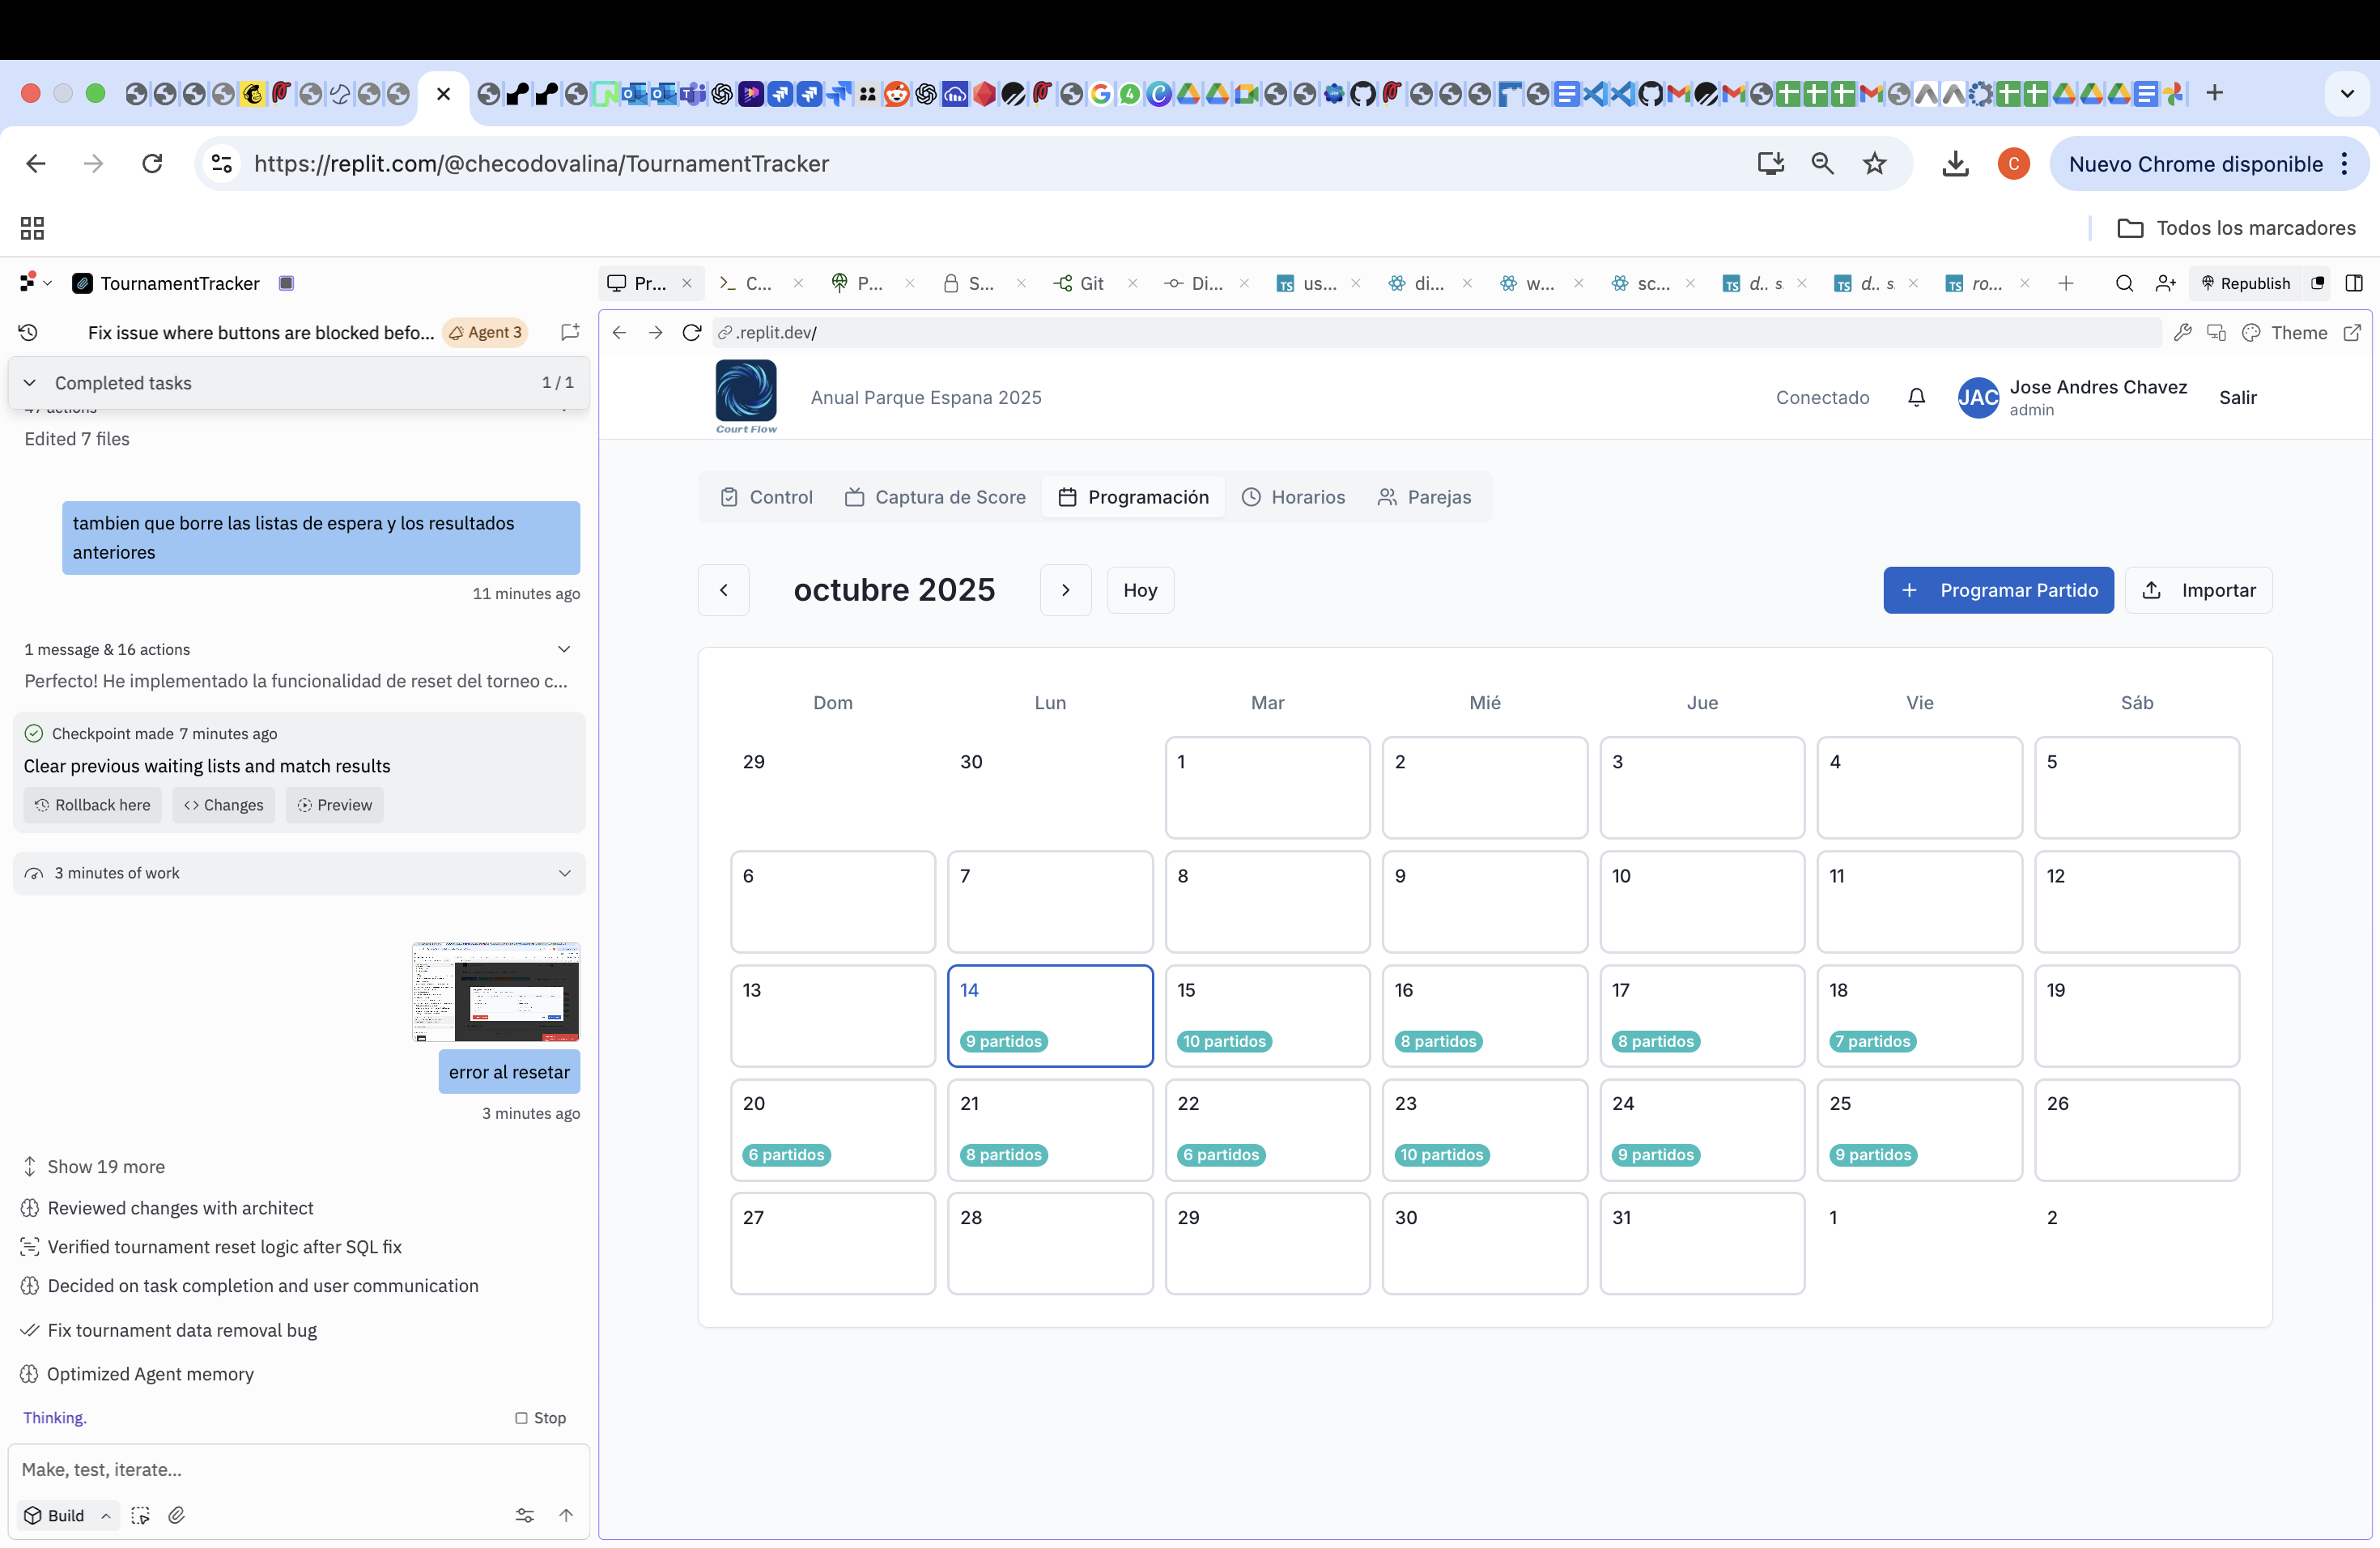 https://replit.com/@checodovalina/TournamentTracker
C
Nuevo Chrome disponible
Todos los marcadores
TournamentTracker
Pr...
C...
P...
S...
Git
Di...
us...
di...
w...
sc...
d.. s
d.. s
ro...
Republish
Fix issue where buttons are blocked befo...
Agent 3
.replit.dev/
Theme
Completed tasks
1 / 1
47 actions
Edited 7 files
tambien que borre las listas de espera y los resultados
anteriores
11 minutes ago
1 message & 16 actions
Perfecto! He implementado la funcionalidad de reset del torneo c...
Checkpoint made 7 minutes ago
Clear previous waiting lists and match results
Rollback here
Changes
Preview
3 minutes of work
error al resetar
3 minutes ago
Show 19 more
Reviewed changes with architect
Verified tournament reset logic after SQL fix
Decided on task completion and user communication
Fix tournament data removal bug
Optimized Agent memory
Thinking.
Stop
Make, test, iterate...
Build
Court Flow
Anual Parque Espana 2025
Conectado
JAC
Jose Andres Chavez
admin
Salir
Control
Captura de Score
Programación
Horarios
Parejas
octubre 2025
Hoy
Programar Partido
Importar
Dom Lun Mar Mié Jue Vie Sáb
29 30 1 2 3 4 5
6 7 8 9 10 11 12
13 14 15 16 17 18 19
9 partidos 10 partidos 8 partidos 8 partidos 7 partidos
20 21 22 23 24 25 26
6 partidos 8 partidos 6 partidos 10 partidos 9 partidos 9 partidos
27 28 29 30 31 1 2